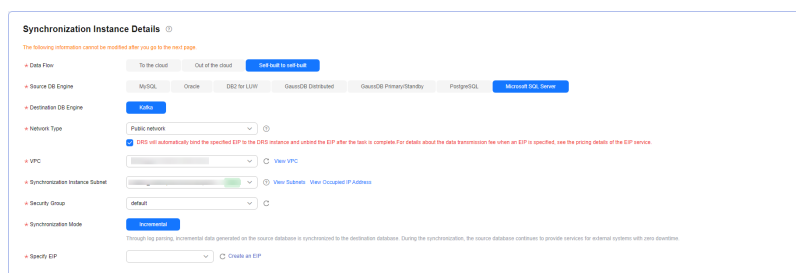 Synchronization Instance Details
The following information cannot be modified after you go to the next page.
* Data Flow To the cloud Out of the cloud Self-built to self-built
* Source DB Engine MySQL Oracle DB2 for LUW GaussDB Distributed GaussDB Primary/Standby PostgreSQL Microsoft SQL Server
* Destination DB Engine Kafka
* Network Type Public network
DRS will automatically bind the specified EIP to the DRS instance and unbind the EIP after the task is complete.For details about the data transmission fee when an EIP is specified, see the pricing details of the EIP service.
* VPC View VPC
* Synchronization Instance Subnet View Subnets View Occupied IP Address
* Security Group default
* Synchronization Mode Incremental
Through log parsing, incremental data generated on the source database is synchronized to the destination database. During the synchronization, the source database continues to provide services for external systems with zero downtime.
* Specify EIP Create an EIP